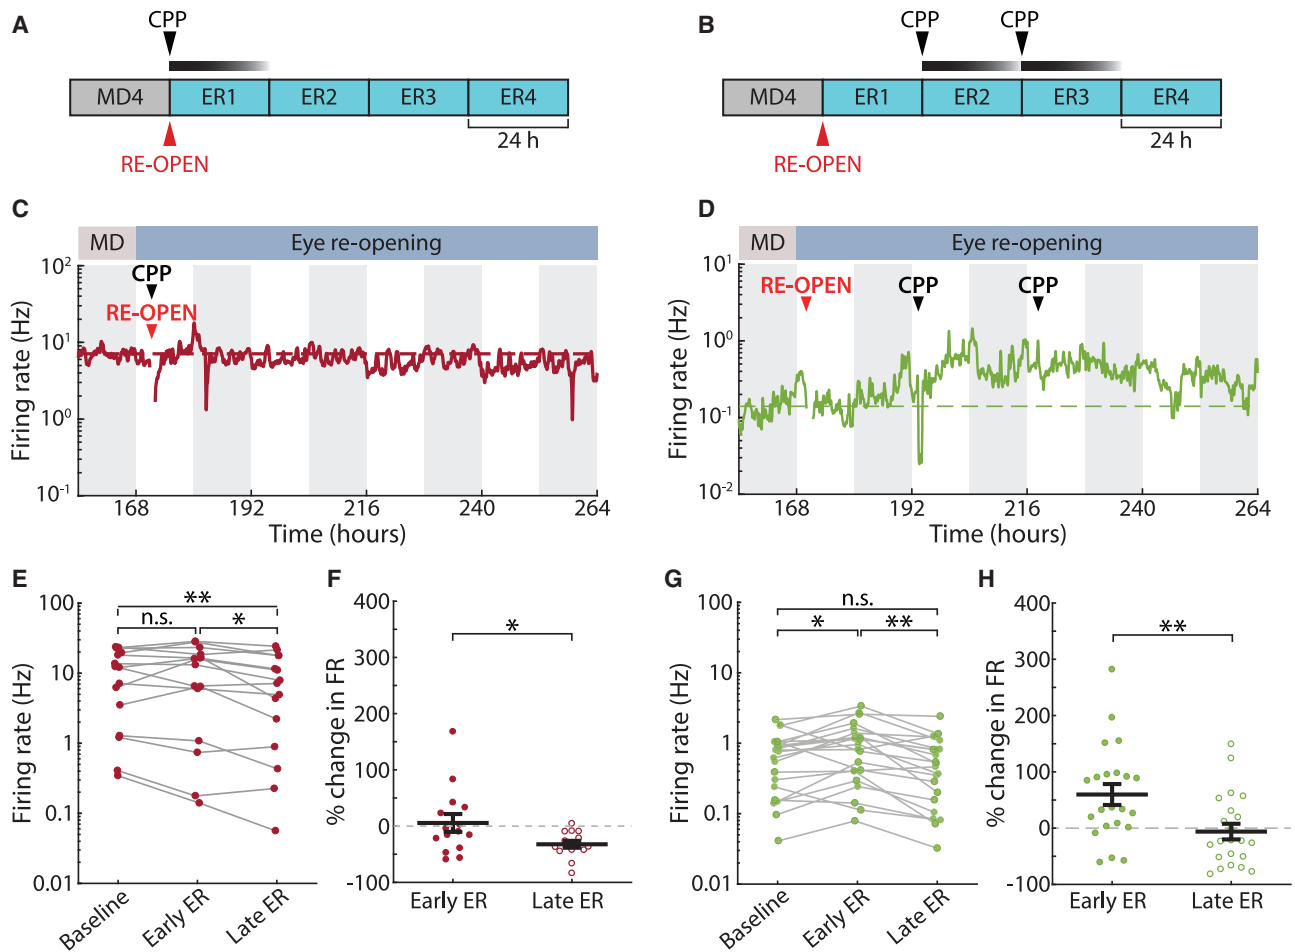 A
CPP
MD4 ER1 ER2 ER3 ER4
RE-OPEN
24 h
B
CPP CPP
MD4 ER1 ER2 ER3 ER4
RE-OPEN
24 h
C
MD Eye re-opening
CPP
RE-OPEN
Firing rate (Hz)
10²
10¹
10⁰
10⁻¹
168 192 216 240 264
Time (hours)
D
MD Eye re-opening
RE-OPEN CPP CPP
Firing rate (Hz)
10¹
10⁰
10⁻¹
10⁻²
168 192 216 240 264
Time (hours)
E
**
n.s. *
Firing rate (Hz)
100
10
1
0.1
0.01
Baseline Early ER Late ER
F
*
% change in FR
400
300
200
100
0
-100
Early ER Late ER
G
n.s.
* **
Firing rate (Hz)
100
10
1
0.1
0.01
Baseline Early ER Late ER
H
**
% change in FR
400
300
200
100
0
-100
Early ER Late ER